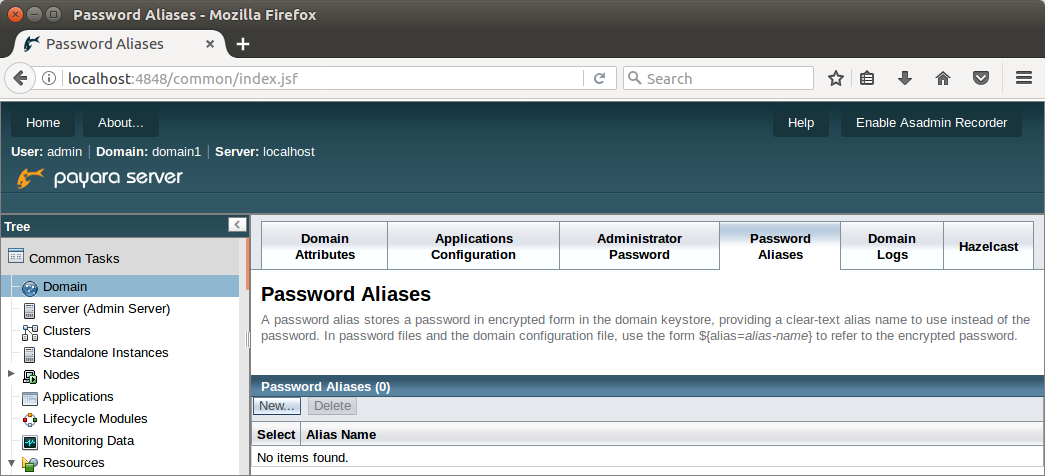 Password Aliases - Mozilla Firefox
Password Aliases
localhost:4848/common/index.jsf
Search
Home
About...
Help
Enable Asadmin Recorder
User: admin | Domain: domain1 | Server: localhost
payara server
Tree
Common Tasks
Domain
server (Admin Server)
Clusters
Standalone Instances
Nodes
Applications
Lifecycle Modules
Monitoring Data
Resources
Domain
Attributes
Applications
Configuration
Administrator
Password
Password
Aliases
Domain
Logs
Hazelcast
Password Aliases
A password alias stores a password in encrypted form in the domain keystore, providing a clear-text alias name to use instead of the
password. In password files and the domain configuration file, use the form ${alias=alias-name} to refer to the encrypted password.
Password Aliases (0)
New...
Delete
Select
Alias Name
No items found.